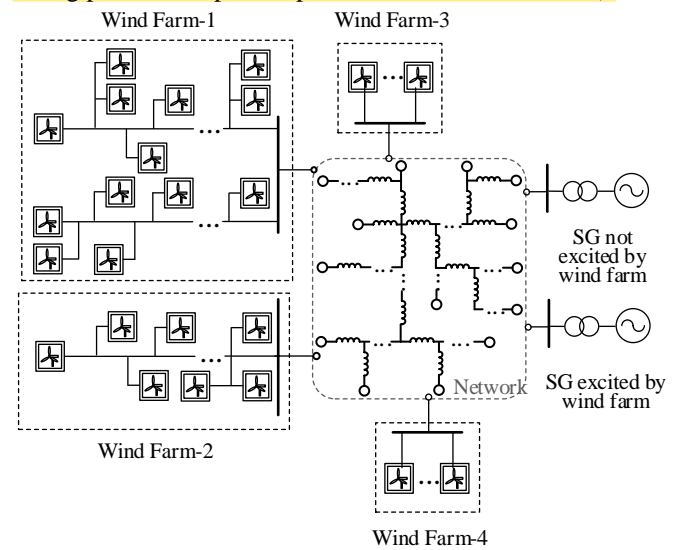 Wind Farm-1
Wind Farm-3
SG not
excited by
wind farm
Network
SG excited by
wind farm
Wind Farm-2
Wind Farm-4